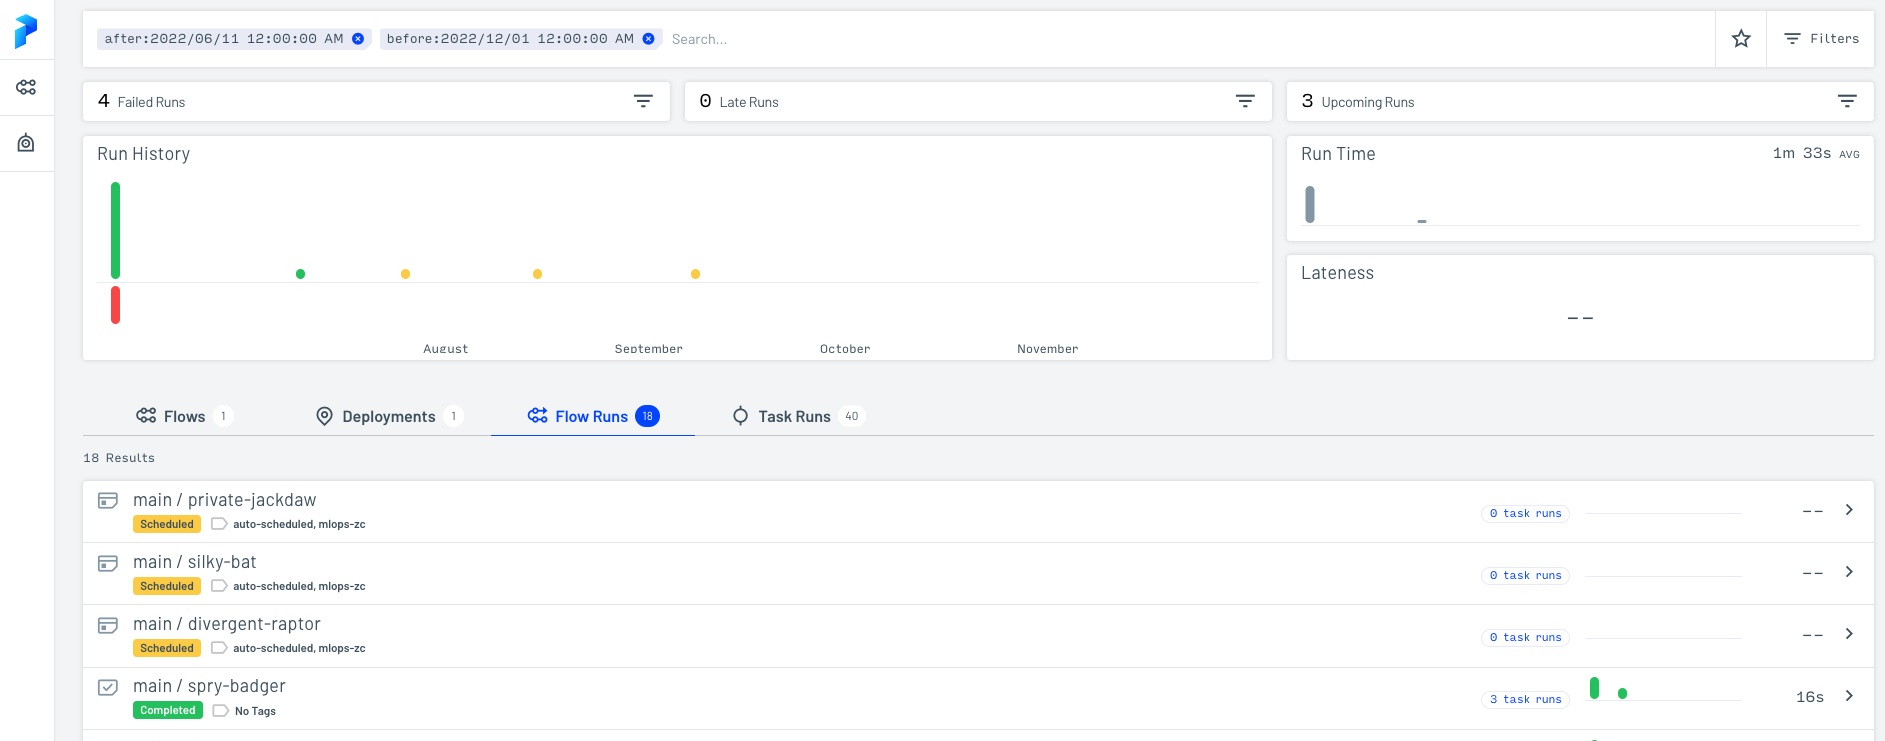 after:2022/06/11 12:00:00 AM before:2022/12/01 12:00:00 AM Search... Filters
4 Failed Runs
0 Late Runs
3 Upcoming Runs
Run History
August September October November
Run Time 1m 33s AVG
Lateness
--
Flows 1 Deployments 1 Flow Runs 18 Task Runs 40
18 Results
main / private-jackdaw
Scheduled auto-scheduled, mlops-zc
0 task runs --
main / silky-bat
Scheduled auto-scheduled, mlops-zc
0 task runs --
main / divergent-raptor
Scheduled auto-scheduled, mlops-zc
0 task runs --
main / spry-badger
Completed No Tags
3 task runs 16s